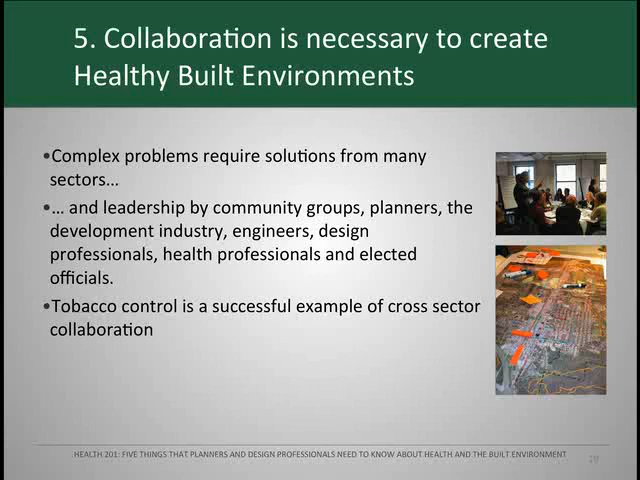 5. Collaboration is necessary to create
Healthy Built Environments
•Complex problems require solutions from many
sectors...
•... and leadership by community groups, planners, the
development industry, engineers, design
professionals, health professionals and elected
officials.
•Tobacco control is a successful example of cross sector
collaboration
HEALTH 201: FIVE THINGS THAT PLANNERS AND DESIGN PROFESSIONALS NEED TO KNOW ABOUT HEALTH AND THE BUILT ENVIRONMENT